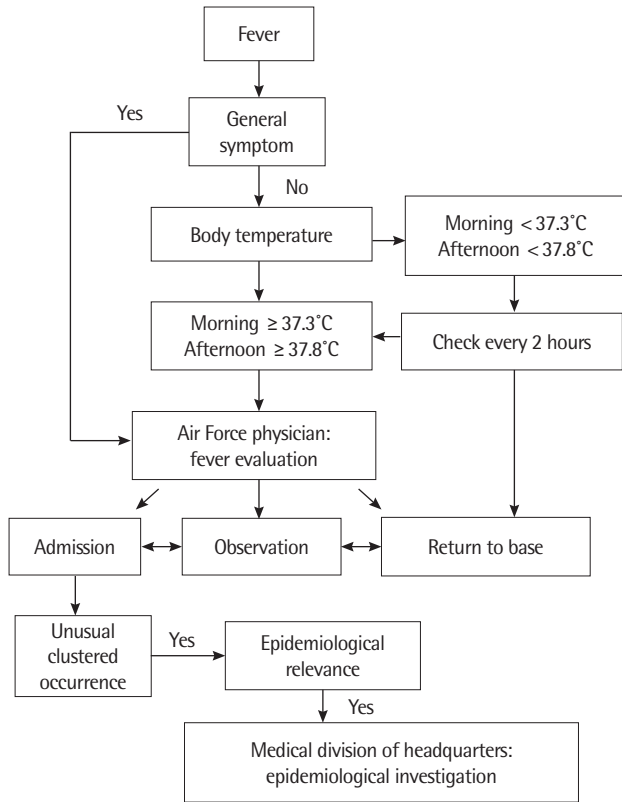 Fever
Yes
General
symptom
No
Body temperature
Morning < 37.3˚C
Afternoon < 37.8˚C
Morning ≥ 37.3˚C
Afternoon ≥ 37.8˚C
Check every 2 hours
Air Force physician:
fever evaluation
Admission
Observation
Return to base
Unusual
clustered
occurrence
Yes
Epidemiological
relevance
Yes
Medical division of headquarters:
epidemiological investigation